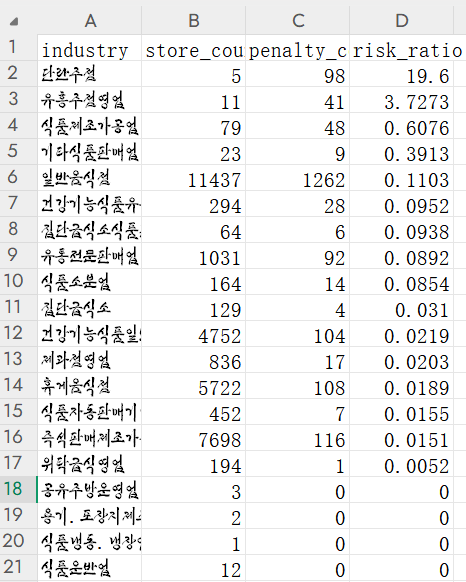 A B C D
1 industry store_cou penalty_c risk_ratio
2 단란주점 5 98 19.6
3 유흥주점영업 11 41 3.7273
4 식품제조가공업 79 48 0.6076
5 기타식품판매업 23 9 0.3913
6 일반음식점 11437 1262 0.1103
7 건강기능식품유 294 28 0.0952
8 집단급식소식품 64 6 0.0938
9 유통전문판매업 1031 92 0.0892
10 식품소분업 164 14 0.0854
11 집단급식소 129 4 0.031
12 건강기능식품일 4752 104 0.0219
13 제과점영업 836 17 0.0203
14 휴게음식점 5722 108 0.0189
15 식품자동판매기 452 7 0.0155
16 즉석판매제조가 7698 116 0.0151
17 위탁급식영업 194 1 0.0052
18 공유주방운영업 3 0 0
19 용기. 포장지제조 2 0 0
20 식품냉동. 냉장업 1 0 0
21 식품운반업 12 0 0